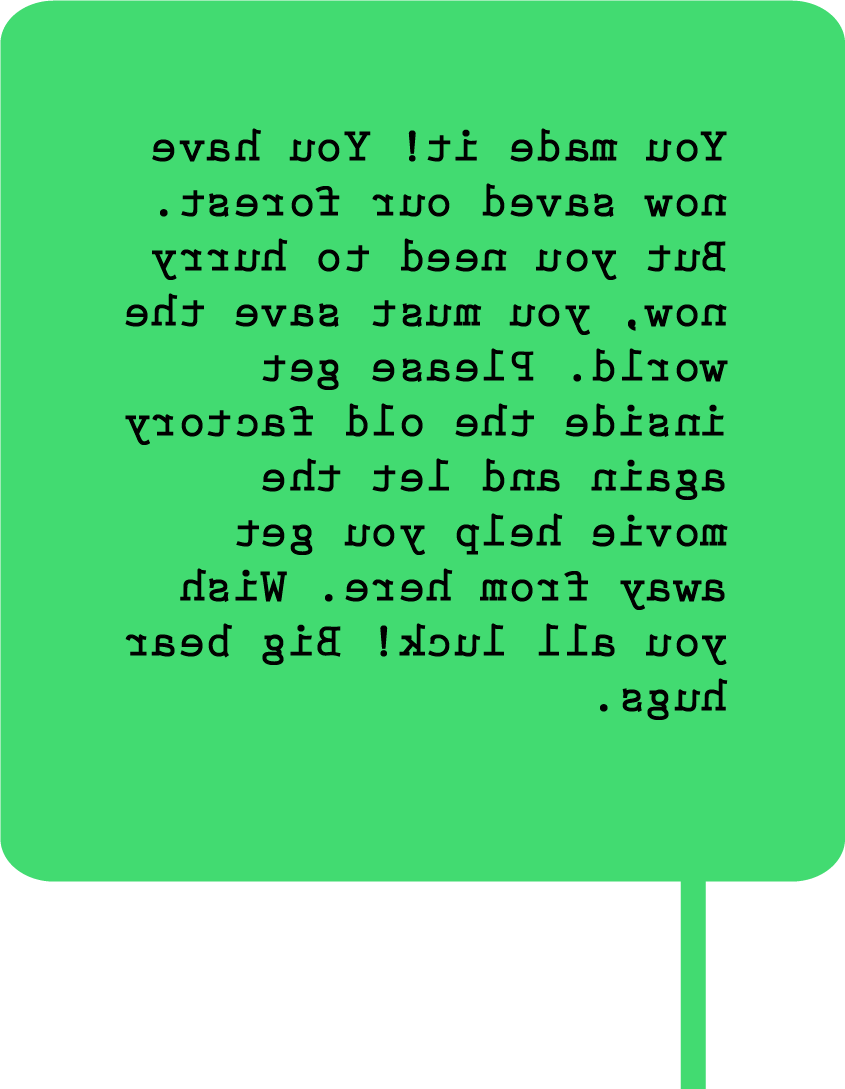 You made it! You have
now saved our forest.
But you need to hurry
now, you must save the
world. Please get
inside the old factory
again and let the
movie help you get
away from here. Wish
you all luck! Big bear
hugs.